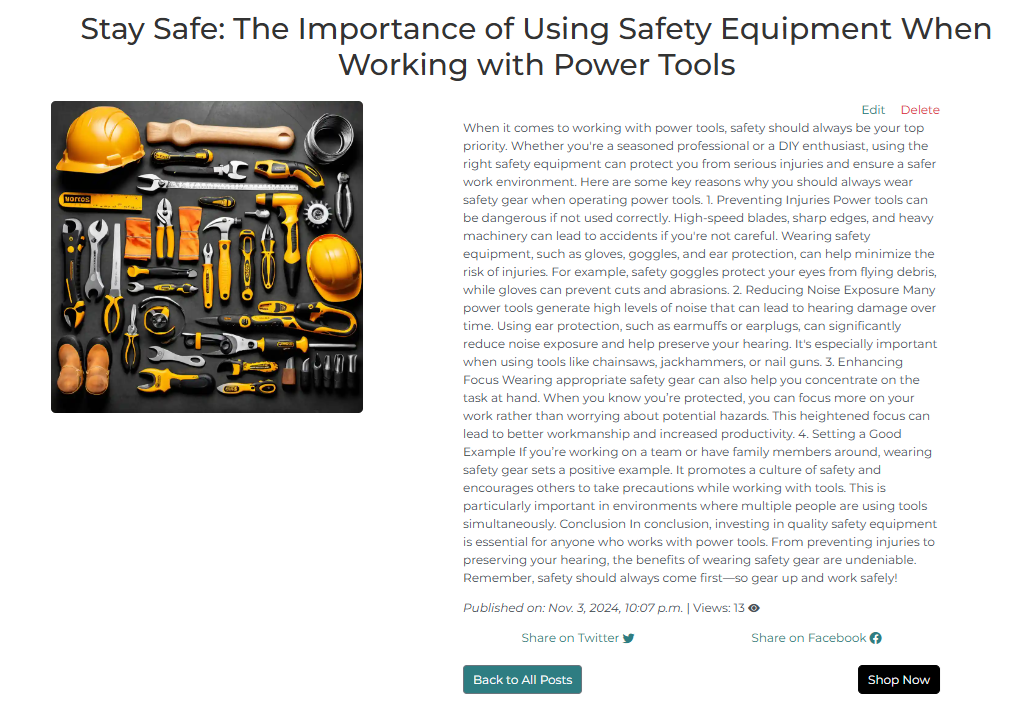 Stay Safe: The Importance of Using Safety Equipment When
Working with Power Tools
Edit Delete
When it comes to working with power tools, safety should always be your top
priority. Whether you're a seasoned professional or a DIY enthusiast, using the
right safety equipment can protect you from serious injuries and ensure a safer
work environment. Here are some key reasons why you should always wear
safety gear when operating power tools. 1. Preventing Injuries Power tools can
be dangerous if not used correctly. High-speed blades, sharp edges, and heavy
machinery can lead to accidents if you're not careful. Wearing safety
equipment, such as gloves, goggles, and ear protection, can help minimize the
risk of injuries. For example, safety goggles protect your eyes from flying debris,
while gloves can prevent cuts and abrasions. 2. Reducing Noise Exposure Many
power tools generate high levels of noise that can lead to hearing damage over
time. Using ear protection, such as earmuffs or earplugs, can significantly
reduce noise exposure and help preserve your hearing. It's especially important
when using tools like chainsaws, jackhammers, or nail guns. 3. Enhancing
Focus Wearing appropriate safety gear can also help you concentrate on the
task at hand. When you know you’re protected, you can focus more on your
work rather than worrying about potential hazards. This heightened focus can
lead to better workmanship and increased productivity. 4. Setting a Good
Example If you’re working on a team or have family members around, wearing
safety gear sets a positive example. It promotes a culture of safety and
encourages others to take precautions while working with tools. This is
particularly important in environments where multiple people are using tools
simultaneously. Conclusion In conclusion, investing in quality safety equipment
is essential for anyone who works with power tools. From preventing injuries to
preserving your hearing, the benefits of wearing safety gear are undeniable.
Remember, safety should always come first—so gear up and work safely!
Published on: Nov. 3, 2024, 10:07 p.m. | Views: 13
Share on Twitter Share on Facebook
Back to All Posts Shop Now